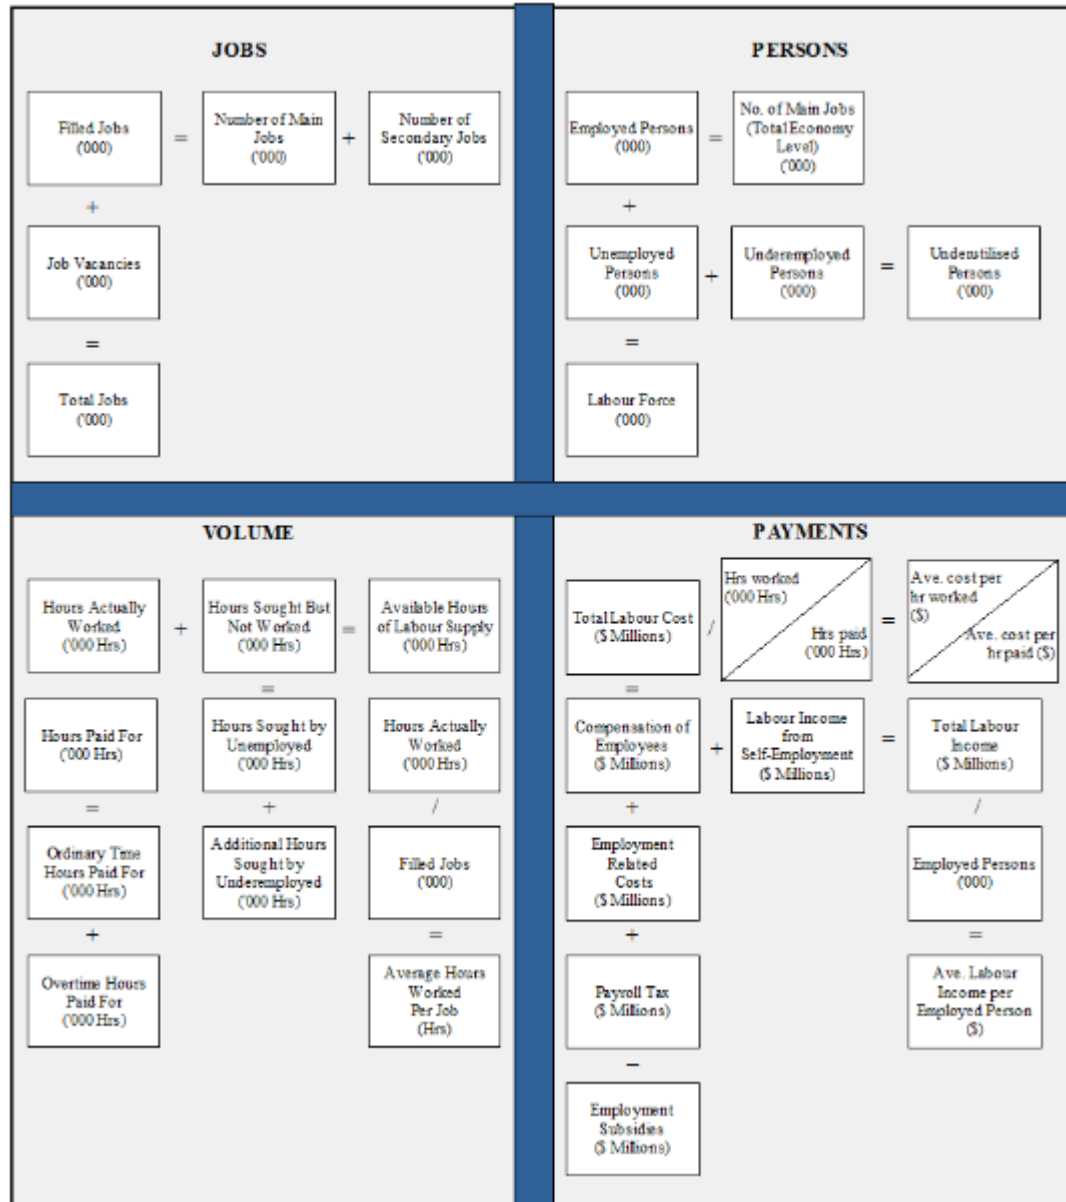 JOBS
Filled Jobs
('000)
=
Number of Main
Jobs
('000)
+
Number of
Secondary Jobs
('000)
+
Job Vacancies
('000)
=
Total Jobs
('000)
PERSONS
Employed Persons
('000)
=
No. of Main Jobs
(Total Economy
Level)
('000)
+
Unemployed
Persons
('000)
+
Underemployed
Persons
('000)
=
Underutilised
Persons
('000)
=
Labour Force
('000)
VOLUME
Hours Actually
Worked
('000 Hrs)
+
Hours Sought But
Not Worked
('000 Hrs)
=
Available Hours
of Labour Supply
('000 Hrs)
=
Hours Paid For
('000 Hrs)
Hours Sought by
Unemployed
('000 Hrs)
Hours Actually
Worked
('000 Hrs)
=
+
/
Ordinary Time
Hours Paid For
('000 Hrs)
Additional Hours
Sought by
Underemployed
('000 Hrs)
Filled Jobs
('000)
+
=
Overtime Hours
Paid For
('000 Hrs)
Average Hours
Worked
Per Job
(Hrs)
PAYMENTS
Total Labour Cost
($ Millions)
/
Hrs worked
('000 Hrs)
Hrs paid
('000 Hrs)
=
Ave. cost per
hr worked
($)
Ave. cost per
hr paid ($)
=
Compensation of
Employees
($ Millions)
+
Labour Income
from
Self-Employment
($ Millions)
=
Total Labour
Income
($ Millions)
+
/
Employment
Related
Costs
($ Millions)
Employed Persons
('000)
+
=
Payroll Tax
($ Millions)
Ave. Labour
Income per
Employed Person
($)
−
Employment
Subsidies
($ Millions)